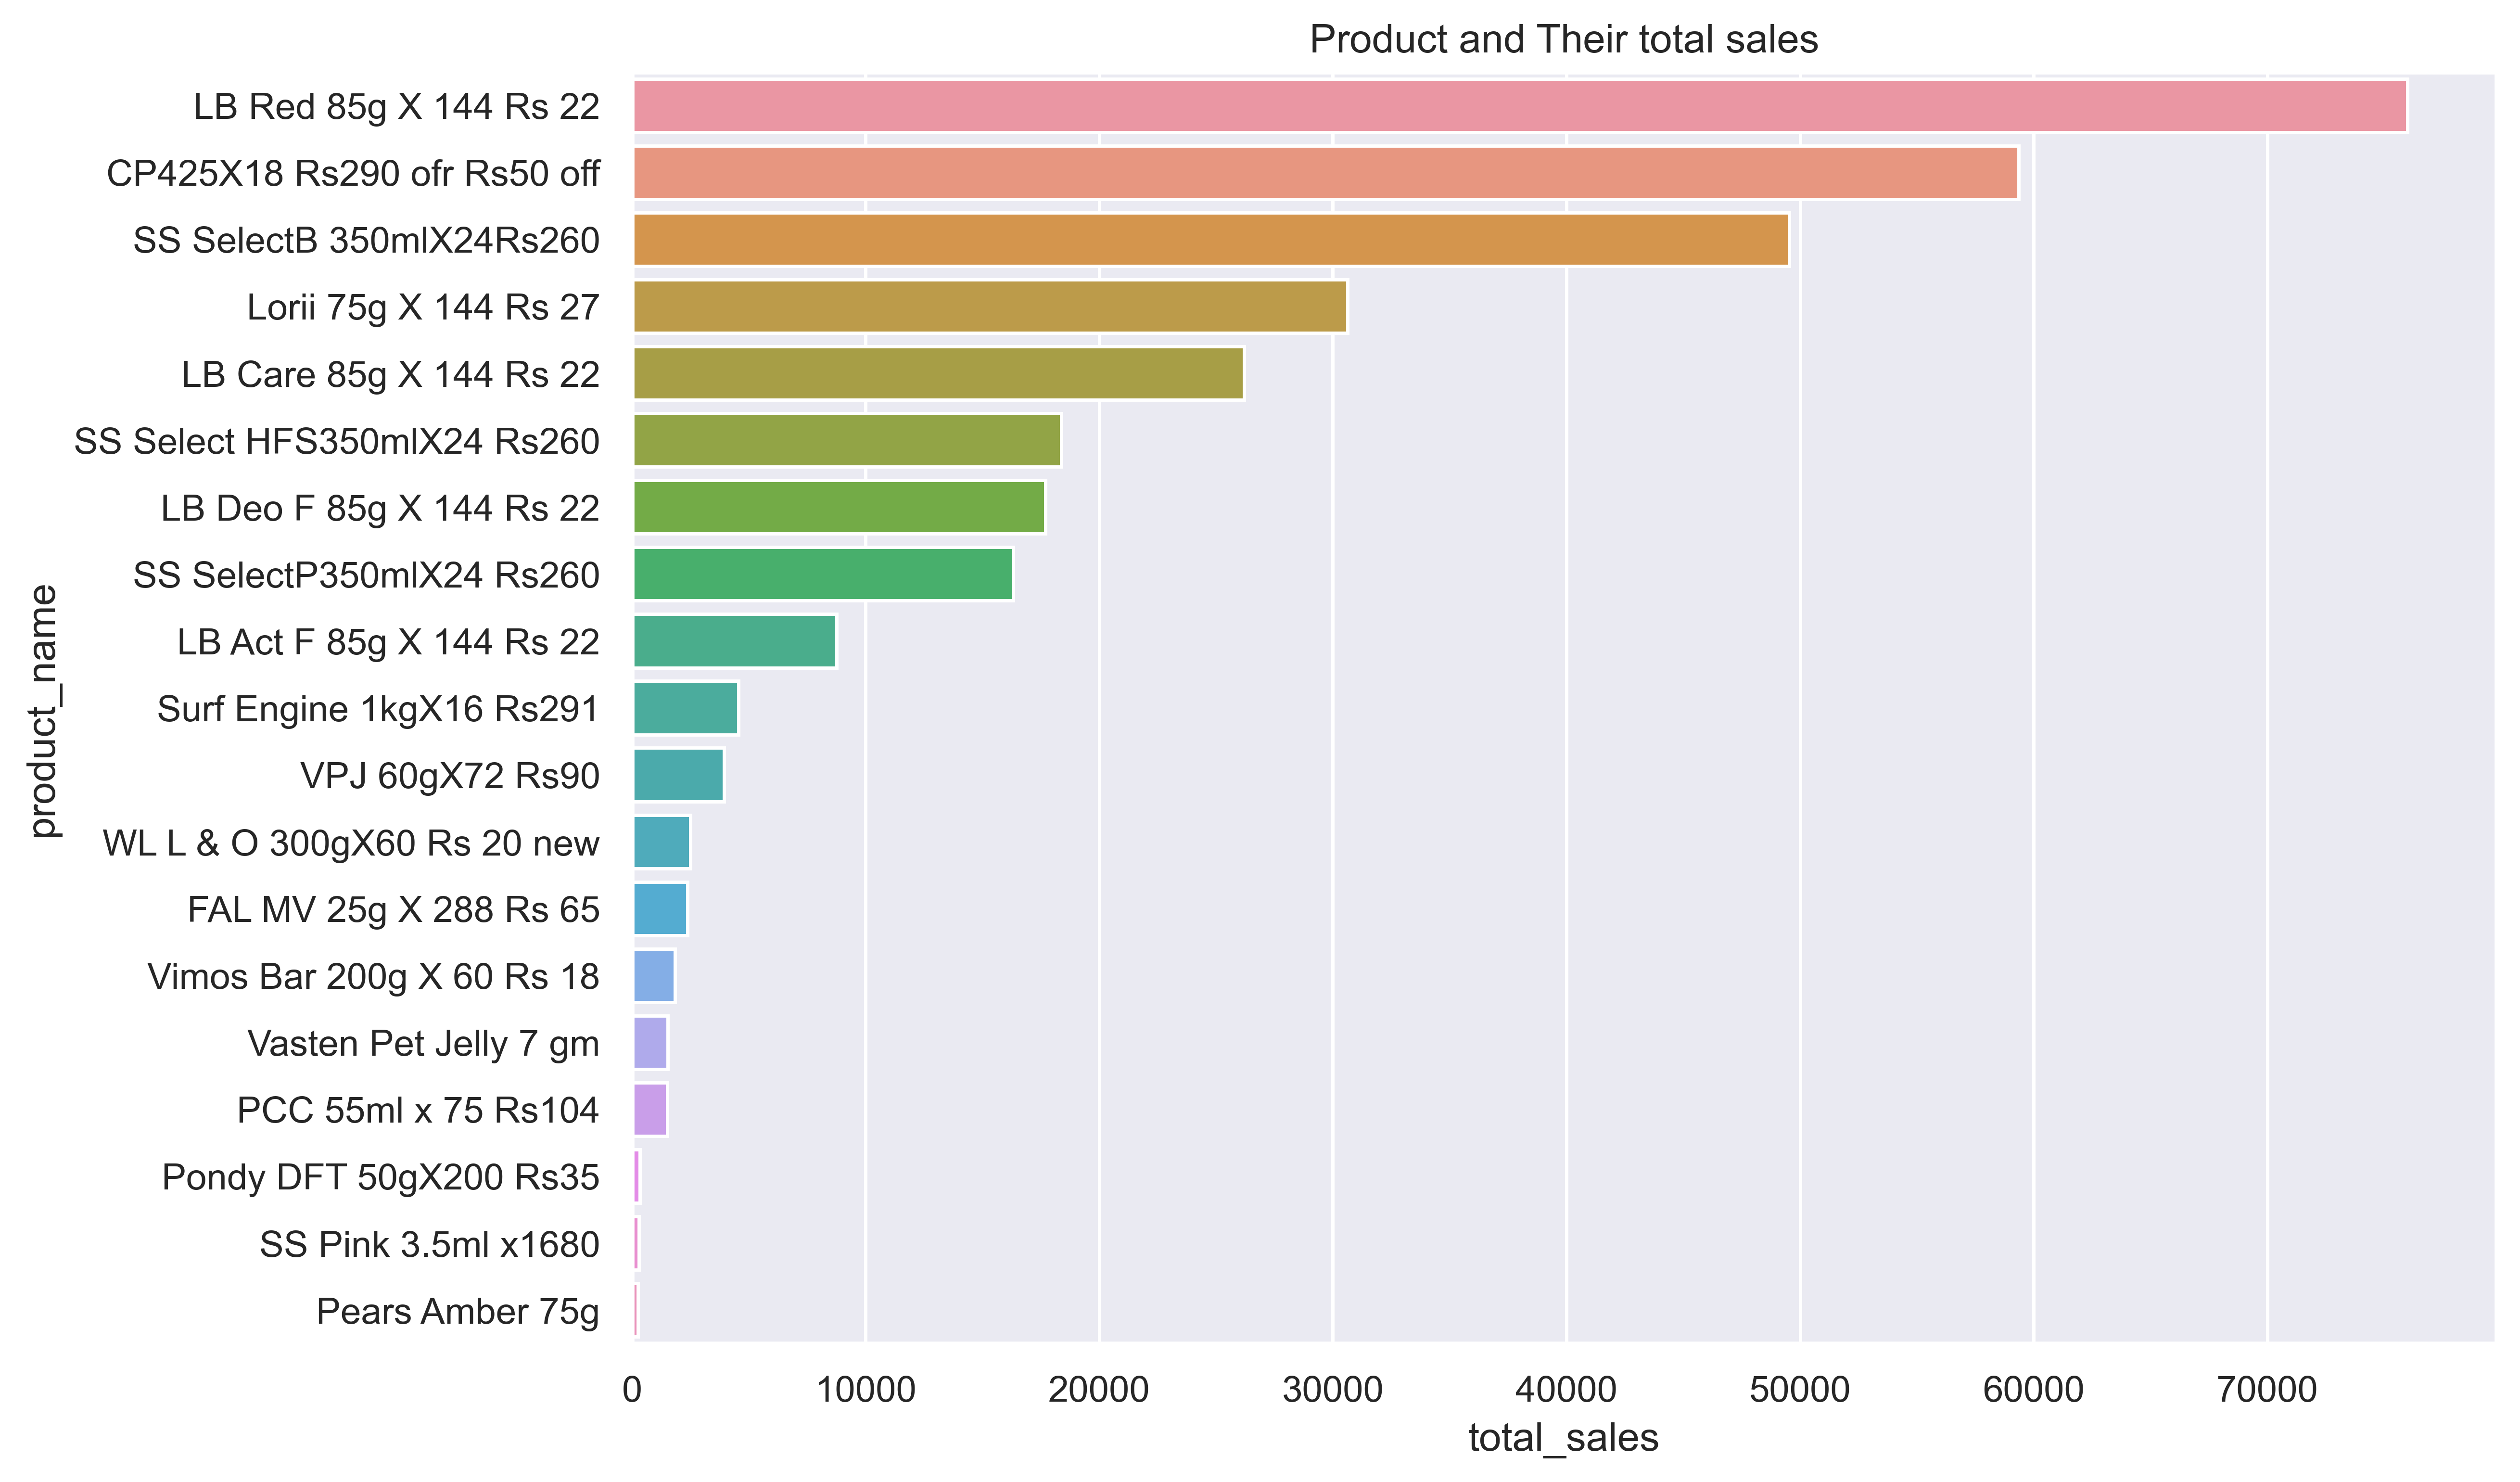 Product and Their total sales
LB Red 85g X 144 Rs 22
CP425X18 Rs290 ofr Rs50 off
SS SelectB 350mlX24Rs260
Lorii 75g X 144 Rs 27
LB Care 85g X 144 Rs 22
SS Select HFS350mlX24 Rs260
LB Deo F 85g X 144 Rs 22
SS SelectP350mlX24 Rs260
LB Act F 85g X 144 Rs 22
Surf Engine 1kgX16 Rs291
VPJ 60gX72 Rs90
WL L & O 300gX60 Rs 20 new
FAL MV 25g X 288 Rs 65
Vimos Bar 200g X 60 Rs 18
Vasten Pet Jelly 7 gm
PCC 55ml x 75 Rs104
Pondy DFT 50gX200 Rs35
SS Pink 3.5ml x1680
Pears Amber 75g
product_name
0 10000 20000 30000 40000 50000 60000 70000
total_sales